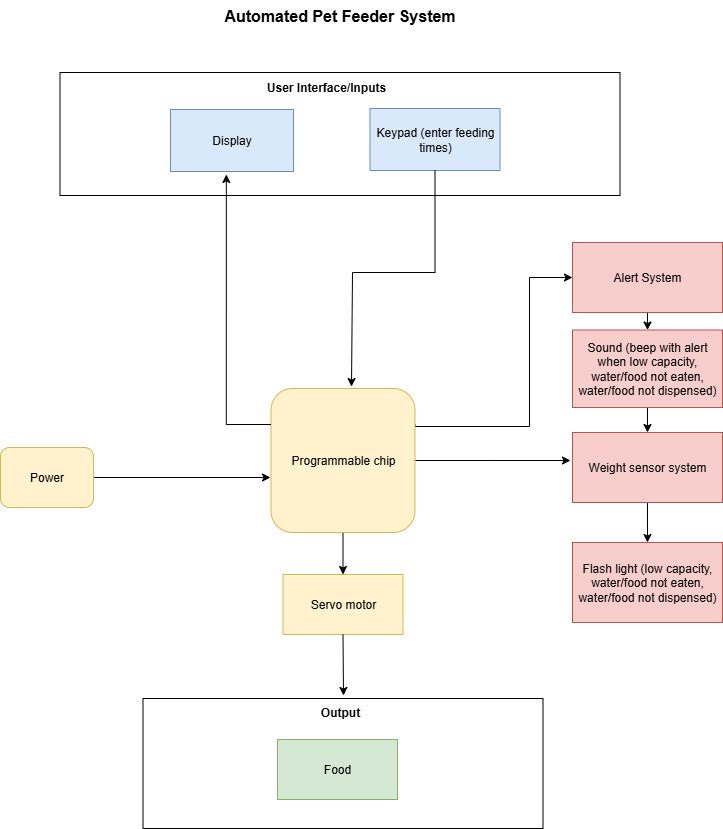 Automated Pet Feeder System
User Interface/Inputs
Display
Keypad (enter feeding
times)
Alert System
Sound (beep with alert
when low capacity,
water/food not eaten,
water/food not dispensed)
Programmable chip
Weight sensor system
Power
Flash light (low capacity,
water/food not eaten,
water/food not dispensed)
Servo motor
Output
Food